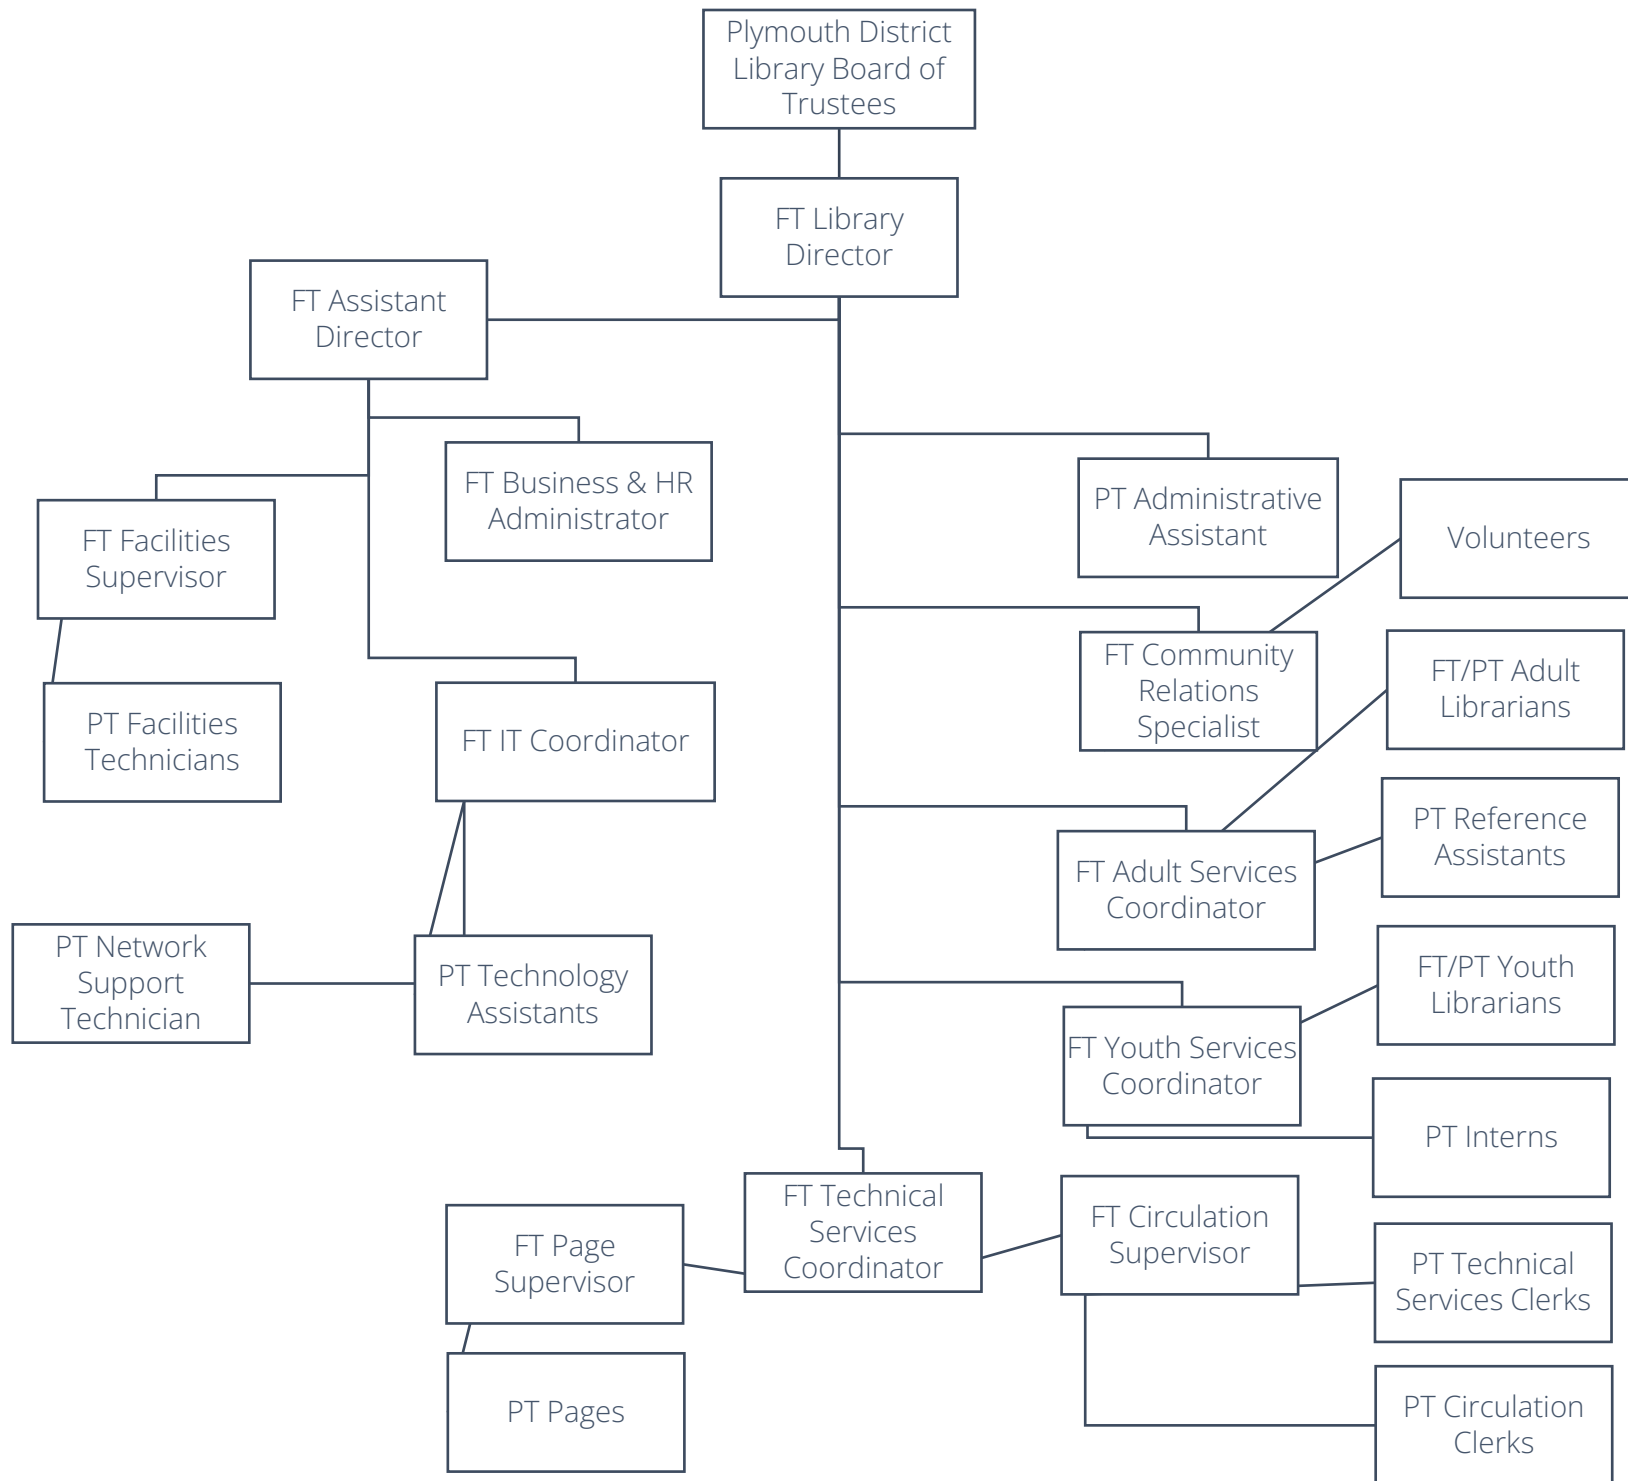 Plymouth District
Library Board of
Trustees
FT Library
Director
FT Assistant
Director
FT Business & HR
Administrator
FT Facilities
Supervisor
PT Facilities
Technicians
FT IT Coordinator
PT Network
Support
Technician
PT Technology
Assistants
PT Administrative
Assistant
Volunteers
FT Community
Relations
Specialist
FT/PT Adult
Librarians
FT Adult Services
Coordinator
PT Reference
Assistants
FT Youth Services
Coordinator
FT/PT Youth
Librarians
PT Interns
FT Technical
Services
Coordinator
FT Page
Supervisor
PT Pages
FT Circulation
Supervisor
PT Technical
Services Clerks
PT Circulation
Clerks